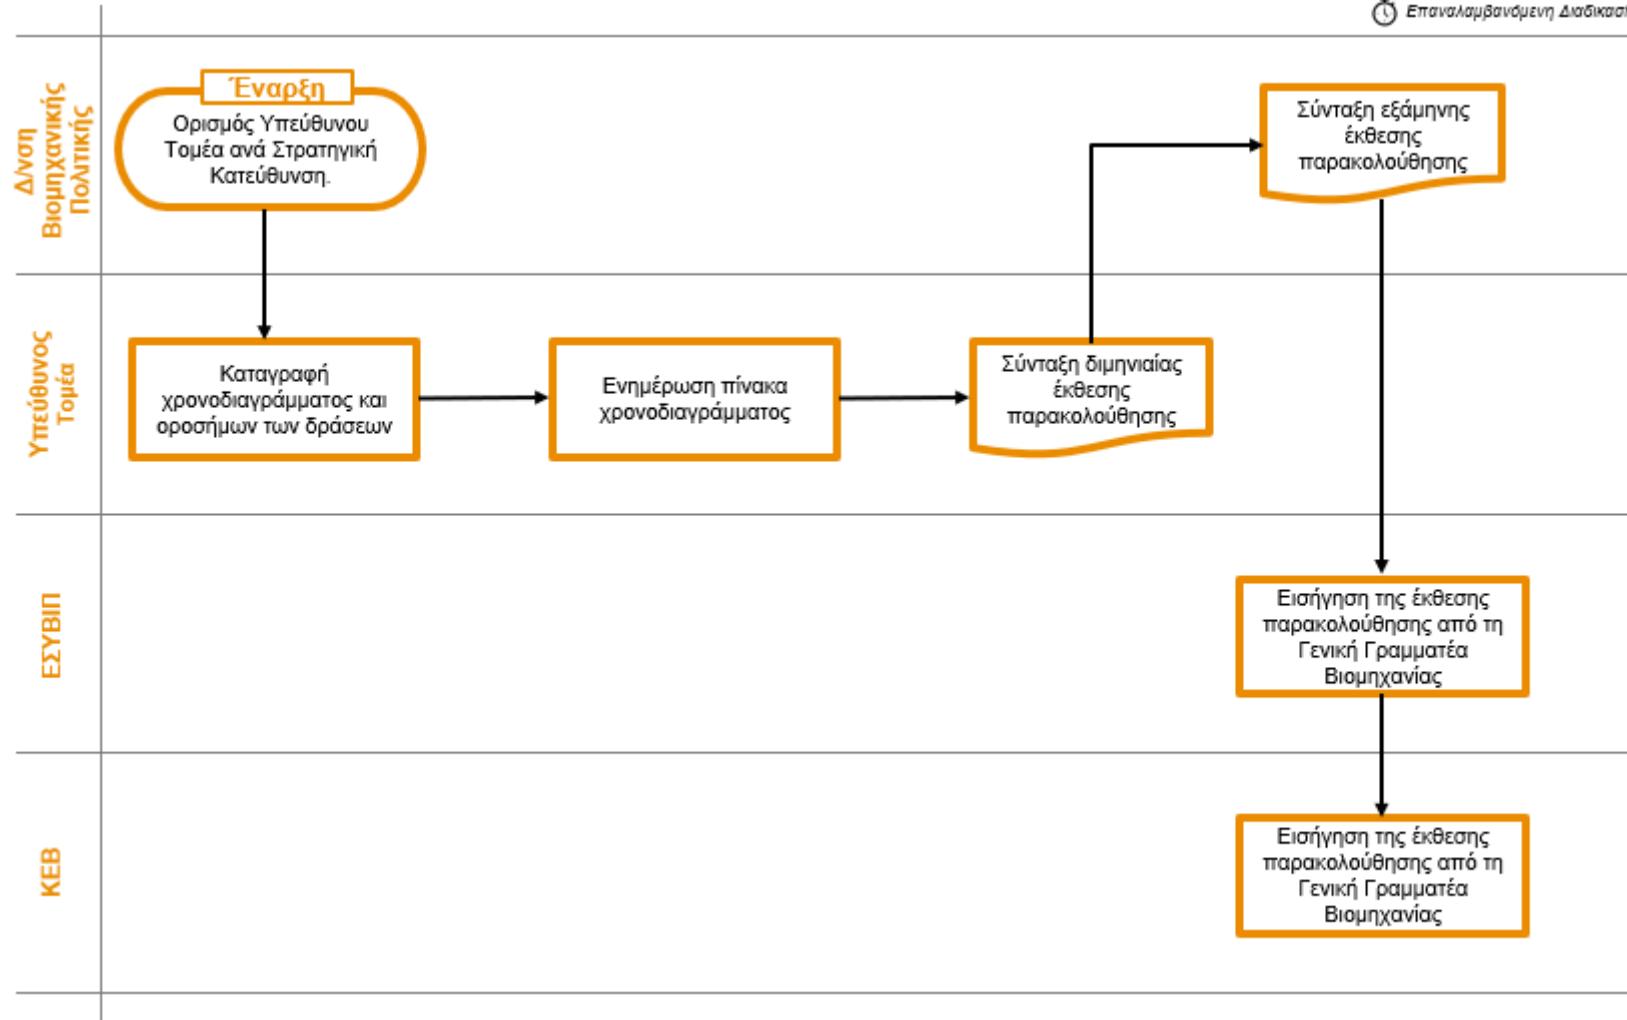 Επαναλαμβανόμενη Διαδικασί
Δ/νση
Βιομηχανικής
Πολιτικής
Έναρξη
Ορισμός Υπεύθυνου
Τομέα ανά Στρατηγική
Κατεύθυνση.
Σύνταξη εξάμηνης
έκθεσης
παρακολούθησης
Υπεύθυνος
Τομέα
Καταγραφή
χρονοδιαγράμματος και
οροσήμων των δράσεων
Ενημέρωση πίνακα
χρονοδιαγράμματος
Σύνταξη διμηνιαίας
έκθεσης
παρακολούθησης
ΕΣΥΒΙΠ
Εισήγηση της έκθεσης
παρακολούθησης από τη
Γενική Γραμματέα
Βιομηχανίας
ΚΕΒ
Εισήγηση της έκθεσης
παρακολούθησης από τη
Γενική Γραμματέα
Βιομηχανίας